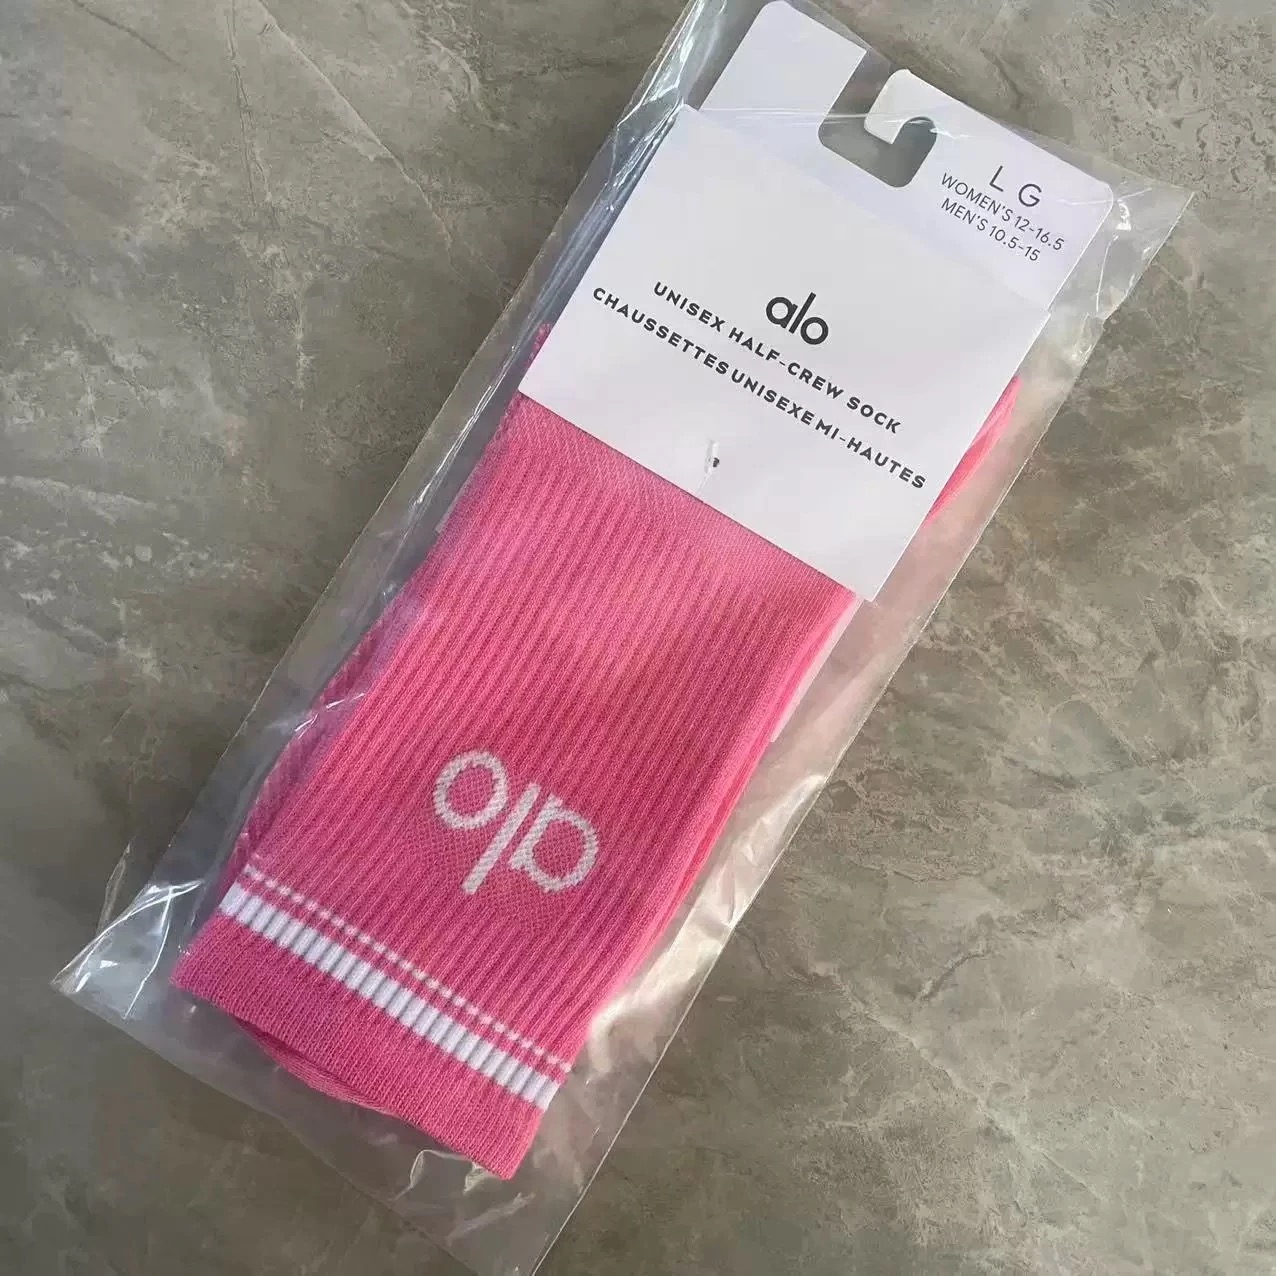 L G
WOMEN'S 12-16.5
MEN'S 10.5-15
alo
UNISEX HALF-CREW SOCK
CHAUSSETTES UNISEXE MI-HAUTES
alo